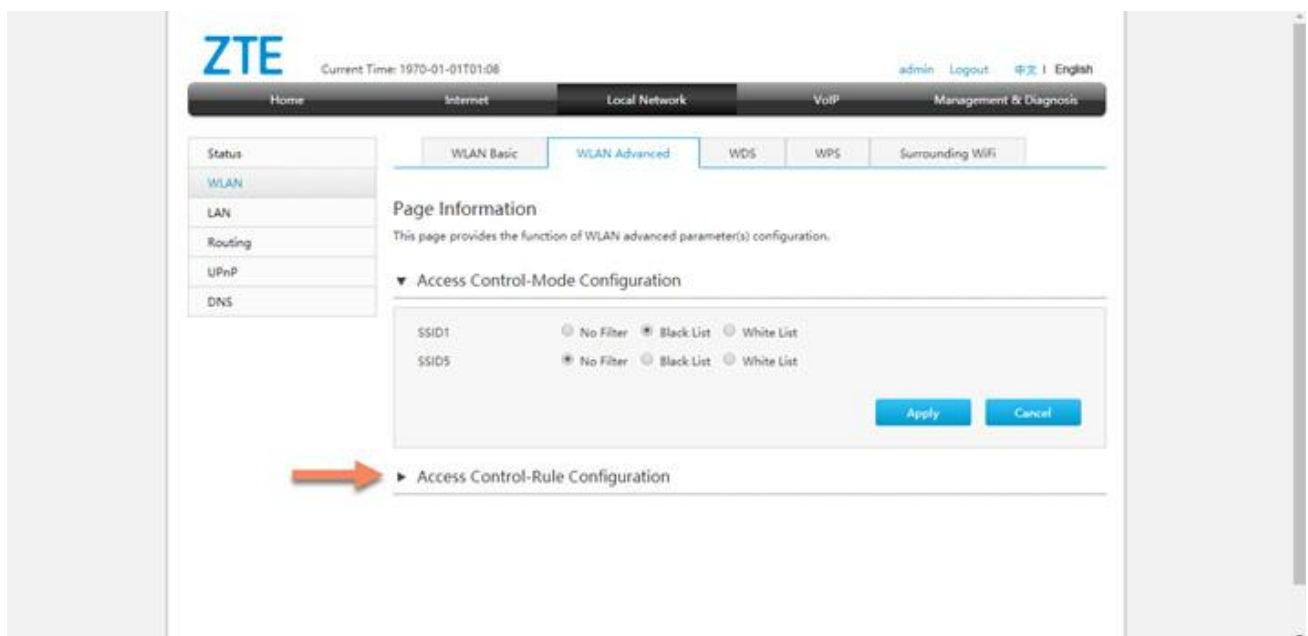 ZTE
Current Time: 1970-01-01T01:08
admin Logout 中文 | English
Home Internet Local Network VoIP Management & Diagnosis
Status
WLAN
LAN
Routing
UPnP
DNS
WLAN Basic WLAN Advanced WDS WPS Surrounding WiFi
Page Information
This page provides the function of WLAN advanced parameter(s) configuration.
▼ Access Control-Mode Configuration
SSID1 No Filter Black List White List
SSID5 No Filter Black List White List
Apply Cancel
► Access Control-Rule Configuration